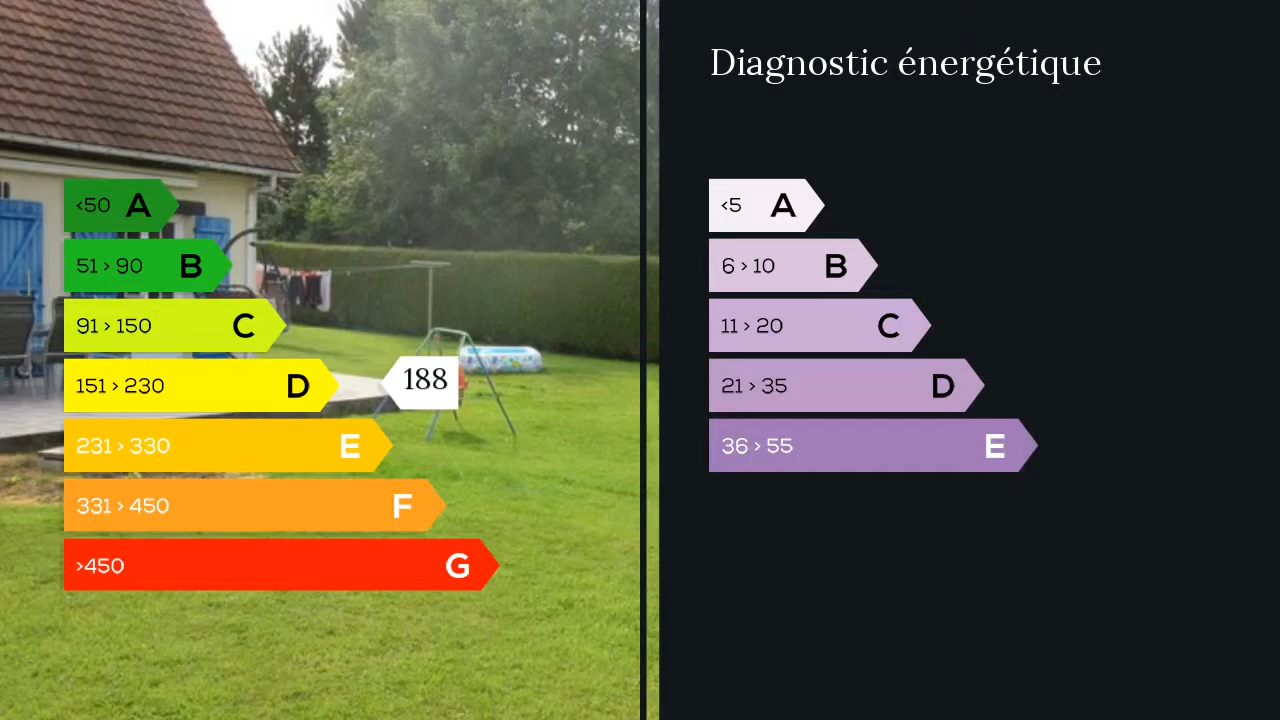 Diagnostic énergétique
<50 A
51 > 90 B
91 > 150 C
151 > 230 D
188
231 > 330 E
331 > 450 F
>450 G
<5 A
6 > 10 B
11 > 20 C
21 > 35 D
36 > 55 E